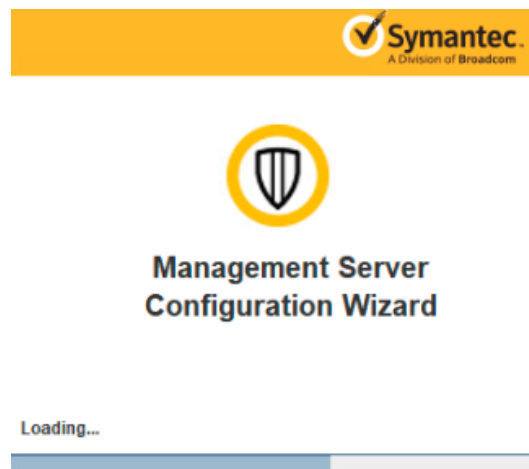 Symantec.
A Division of Broadcom
Management Server
Configuration Wizard
Loading...